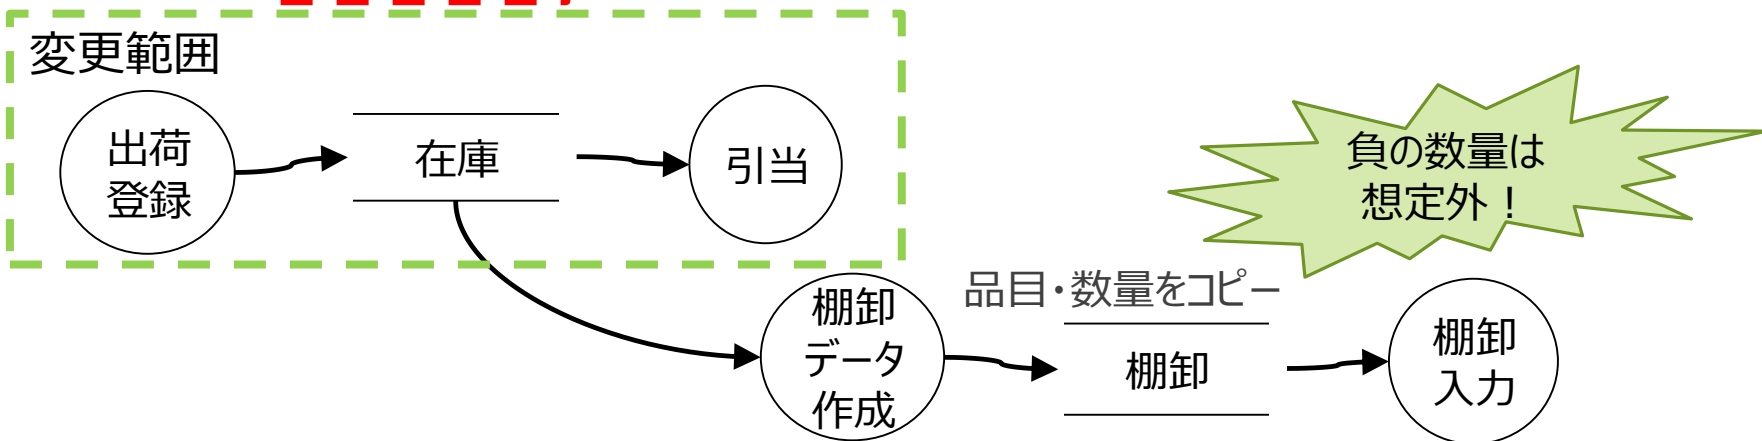 変更範囲
出荷
登録
在庫
引当
負の数量は
想定外！
棚卸
データ
作成
品目・数量をコピー
棚卸
棚卸
入力